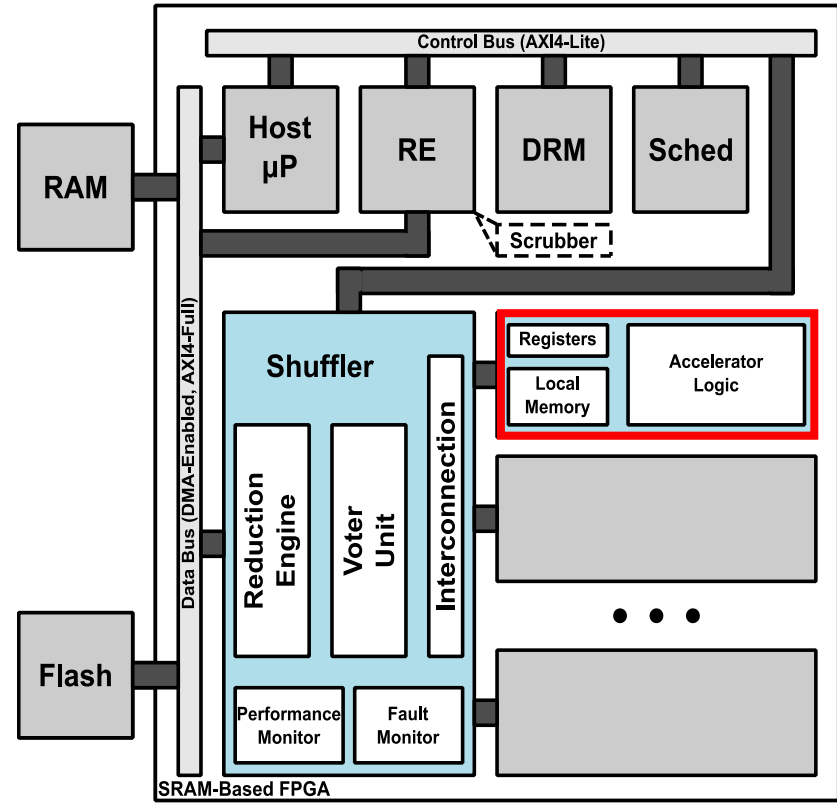 Control Bus (AXI4-Lite)
Host
µP
RE
DRM
Sched
RAM
Scrubber
Data Bus (DMA-Enabled, AXI4-Full)
Shuffler
Registers
Local
Memory
Accelerator
Logic
Reduction
Engine
Voter
Unit
Interconnection
Flash
Performance
Monitor
Fault
Monitor
SRAM-Based FPGA